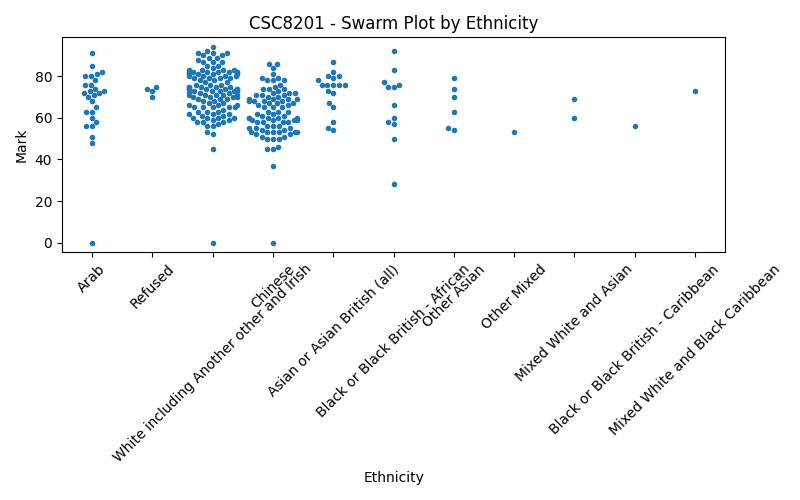 CSC8201 - Swarm Plot by Ethnicity
Mark
80
60
40
20
0
Arab
Refused
White including Another other and Irish
Chinese
Asian or Asian British (all)
Black or Black British - African
Other Asian
Other Mixed
Mixed White and Asian
Black or Black British - Caribbean
Mixed White and Black Caribbean
Ethnicity